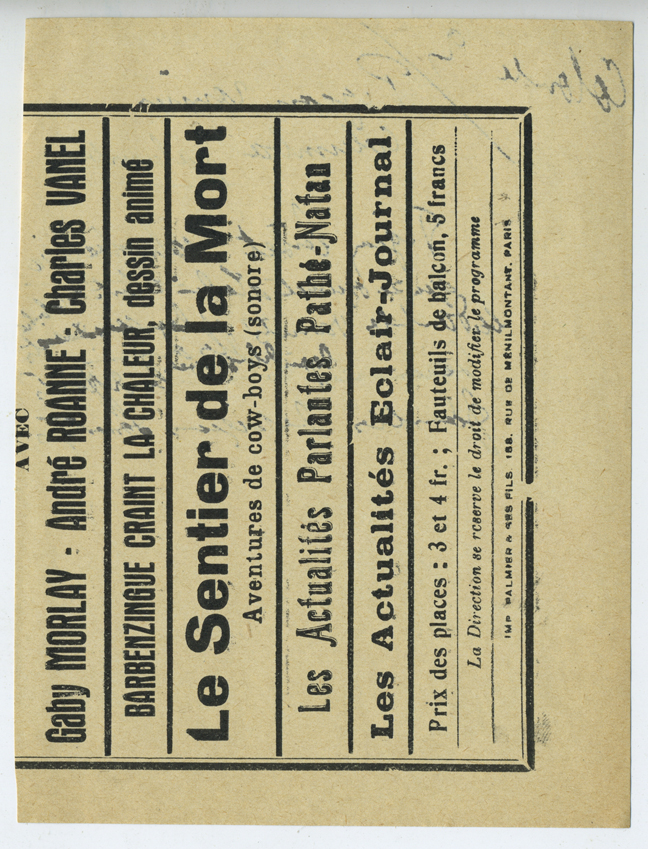 AVEC
Gaby MORLAY - André ROANNE - Charles VANEL
BARBENZINGUE CRAINT LA CHALEUR, dessin animé
Le Sentier de la Mort
Aventures de cow-boys (sonore)
Les Actualités Parlantes Pathé-Natan
Les Actualités Eclair-Journal
Prix des places : 3 et 4 fr. ; Fauteuils de balcon, 5 francs
La Direction se réserve le droit de modifier le programme
IMP PALMIER & SES FILS 168, RUE DE MÉNILMONTANT, PARIS